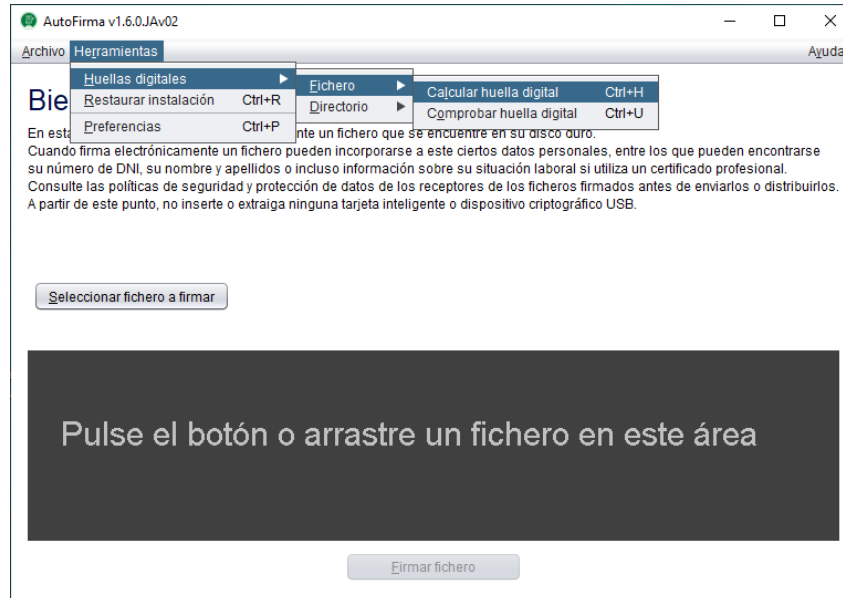 AutoFirma v1.6.0.JAv02
Archivo Herramientas Ayuda
Huellas digitales
Restaurar instalación Ctrl+R
Preferencias Ctrl+P
Fichero
Directorio
Calcular huella digital Ctrl+H
Comprobar huella digital Ctrl+U
Bie
En esta nte un fichero que se encuentre en su disco duro.
Cuando firma electrónicamente un fichero pueden incorporarse a este ciertos datos personales, entre los que pueden encontrarse
su número de DNI, su nombre y apellidos o incluso información sobre su situación laboral si utiliza un certificado profesional.
Consulte las políticas de seguridad y protección de datos de los receptores de los ficheros firmados antes de enviarlos o distribuirlos.
A partir de este punto, no inserte o extraiga ninguna tarjeta inteligente o dispositivo criptográfico USB.
Seleccionar fichero a firmar
Pulse el botón o arrastre un fichero en este área
Firmar fichero